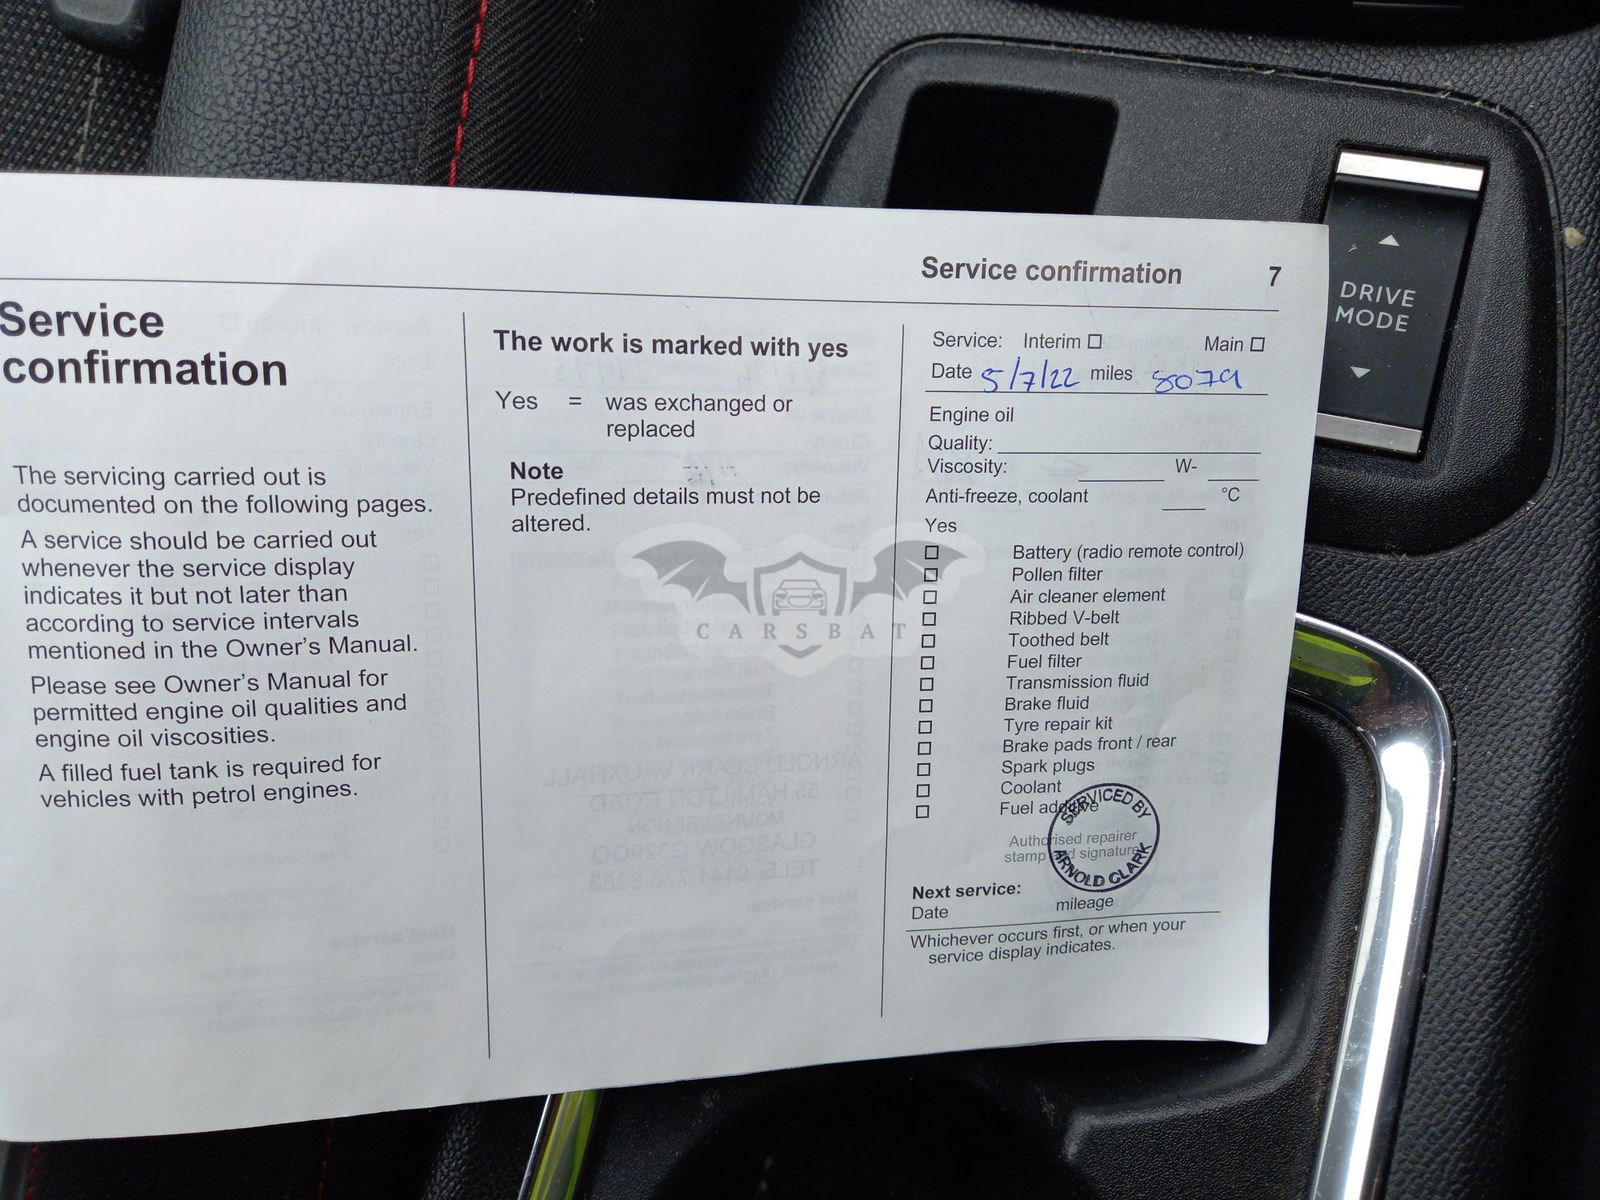 Service confirmation 7
Service
confirmation
The servicing carried out is
documented on the following pages.
A service should be carried out
whenever the service display
indicates it but not later than
according to service intervals
mentioned in the Owner's Manual.
Please see Owner's Manual for
permitted engine oil qualities and
engine oil viscosities.
A filled fuel tank is required for
vehicles with petrol engines.
The work is marked with yes
Yes = was exchanged or
replaced
Note
Predefined details must not be
altered.
Service: Interim Main
Date 5/7/22 miles 8079
Engine oil
Quality:
Viscosity: W-
Anti-freeze, coolant °C
Yes
Battery (radio remote control)
Pollen filter
Air cleaner element
Ribbed V-belt
Toothed belt
Fuel filter
Transmission fluid
Brake fluid
Tyre repair kit
Brake pads front / rear
Spark plugs
Coolant
Fuel additive
Authorised repairer
stamp and signature
SERVICED BY
ARNOLD CLARK
Next service:
Date mileage
Whichever occurs first, or when your
service display indicates.
DRIVE
MODE
CARSBAT